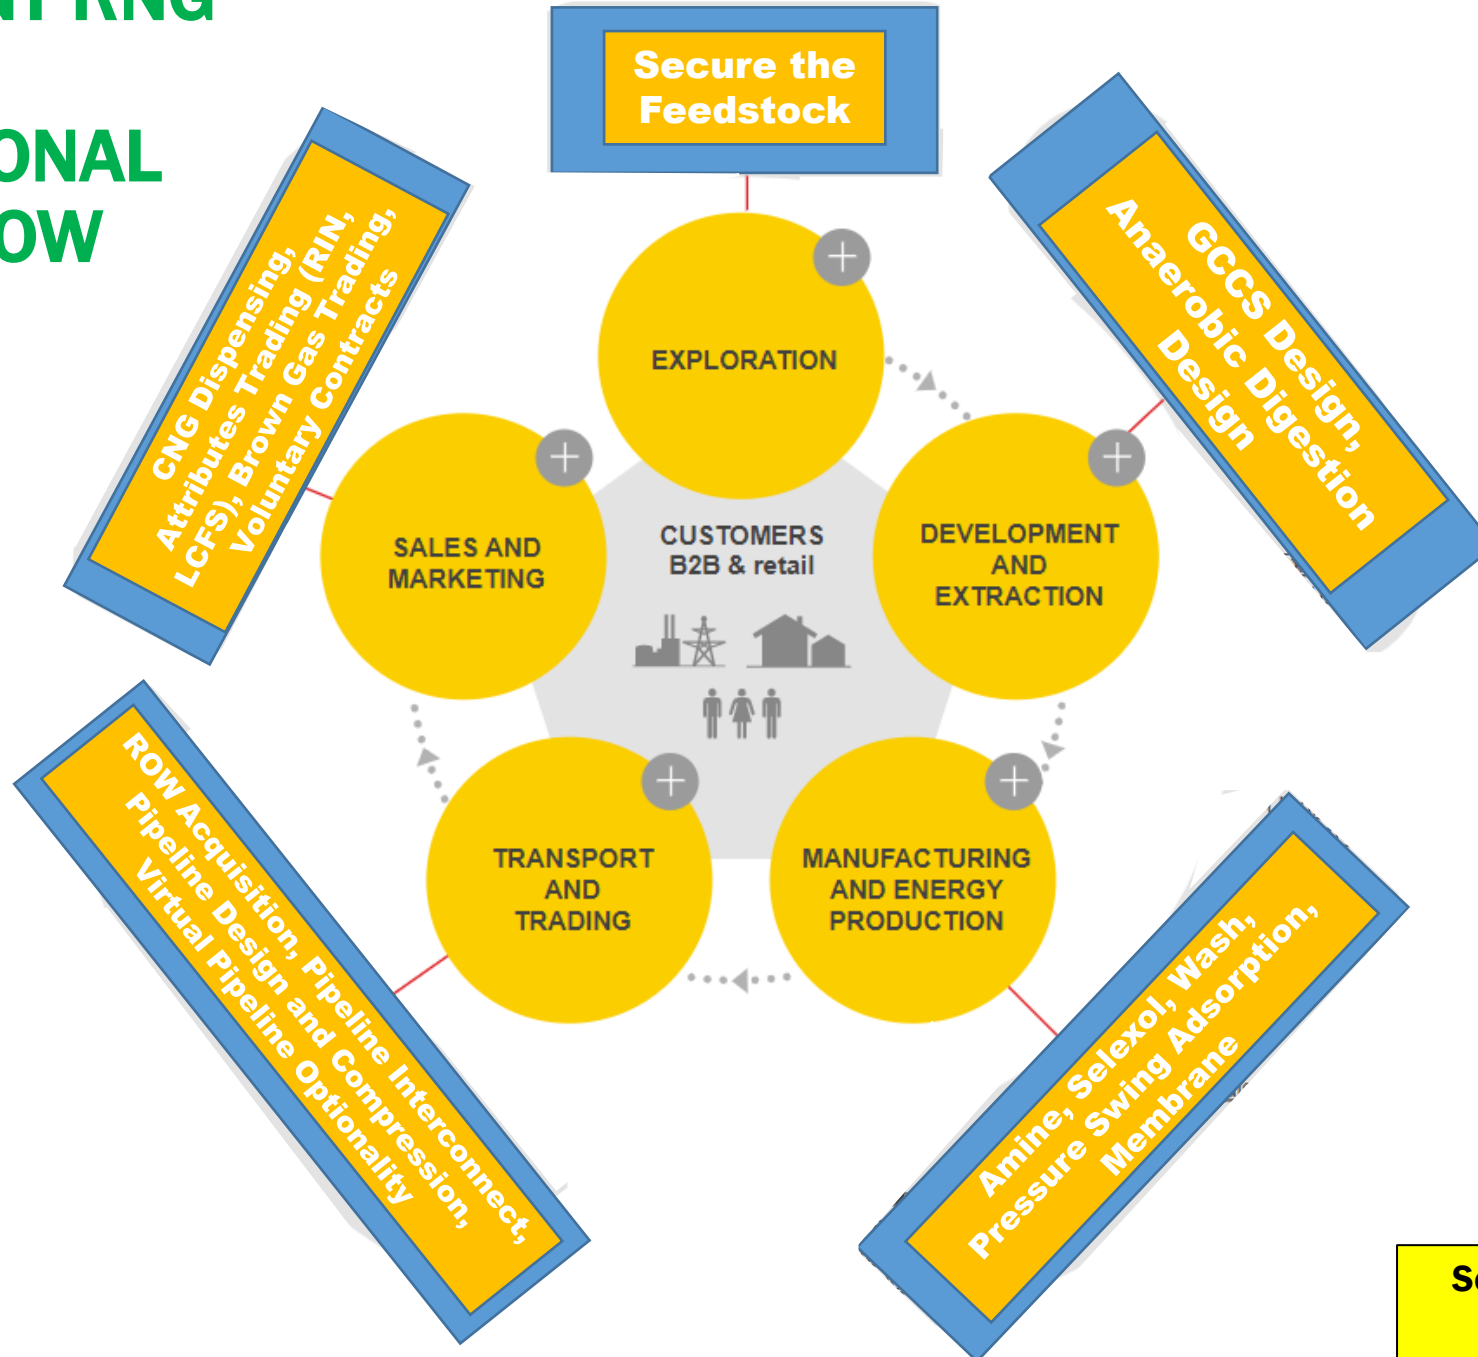 RNG
ONAL
OW
Secure the
Feedstock
CNG Dispensing,
Attributes Trading (RIN,
LCFS), Brown Gas Trading,
Voluntary Contracts
GCCS Design,
Anaerobic Digestion
Design
EXPLORATION
SALES AND
MARKETING
CUSTOMERS
B2B & retail
DEVELOPMENT
AND
EXTRACTION
TRANSPORT
AND
TRADING
MANUFACTURING
AND ENERGY
PRODUCTION
ROW Acquisition, Pipeline Interconnect,
Pipeline Design and Compression,
Virtual Pipeline Optionality
Amine, Selexol, Wash,
Pressure Swing Adsorption,
Membrane